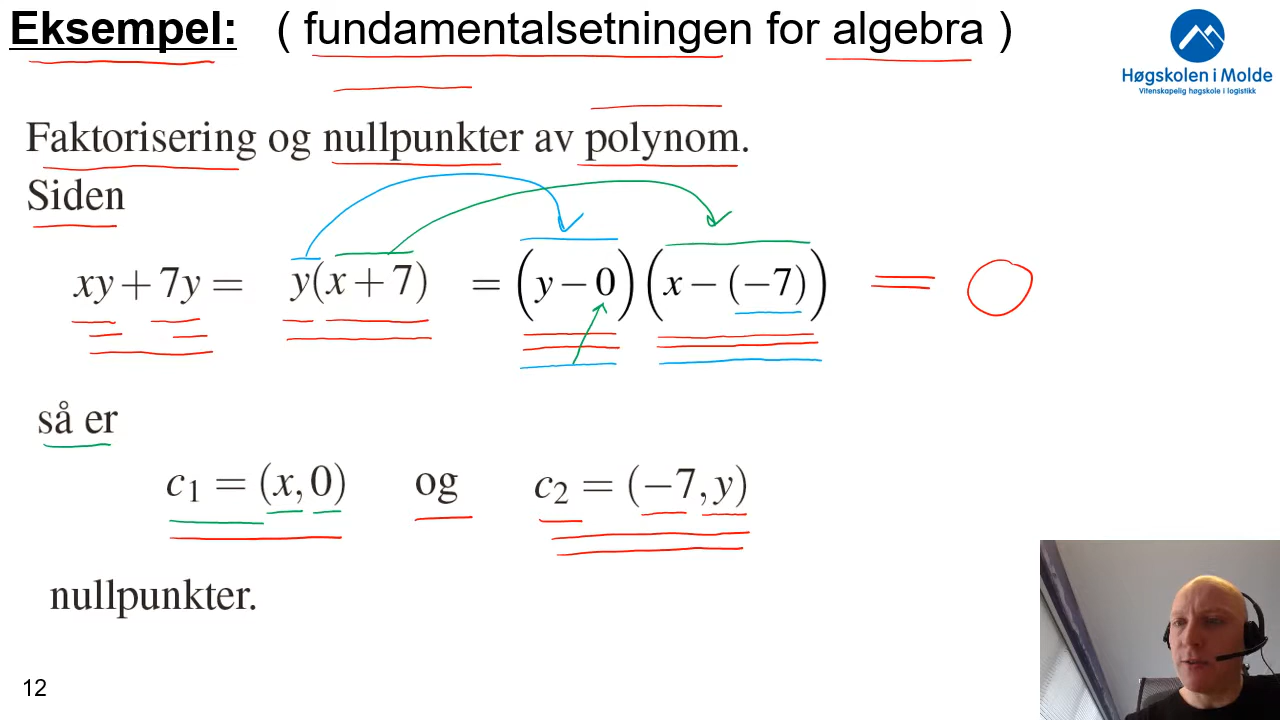 Eksempel: ( fundamentalsetningen for algebra )
Høgskolen i Molde
Vitenskapelig høgskole i logistikk
Faktorisering og nullpunkter av polynom.
Siden
xy + 7y = y(x + 7) = (y − 0)(x − (−7)) = 0
så er
c₁ = (x, 0) og c₂ = (−7, y)
nullpunkter.
12